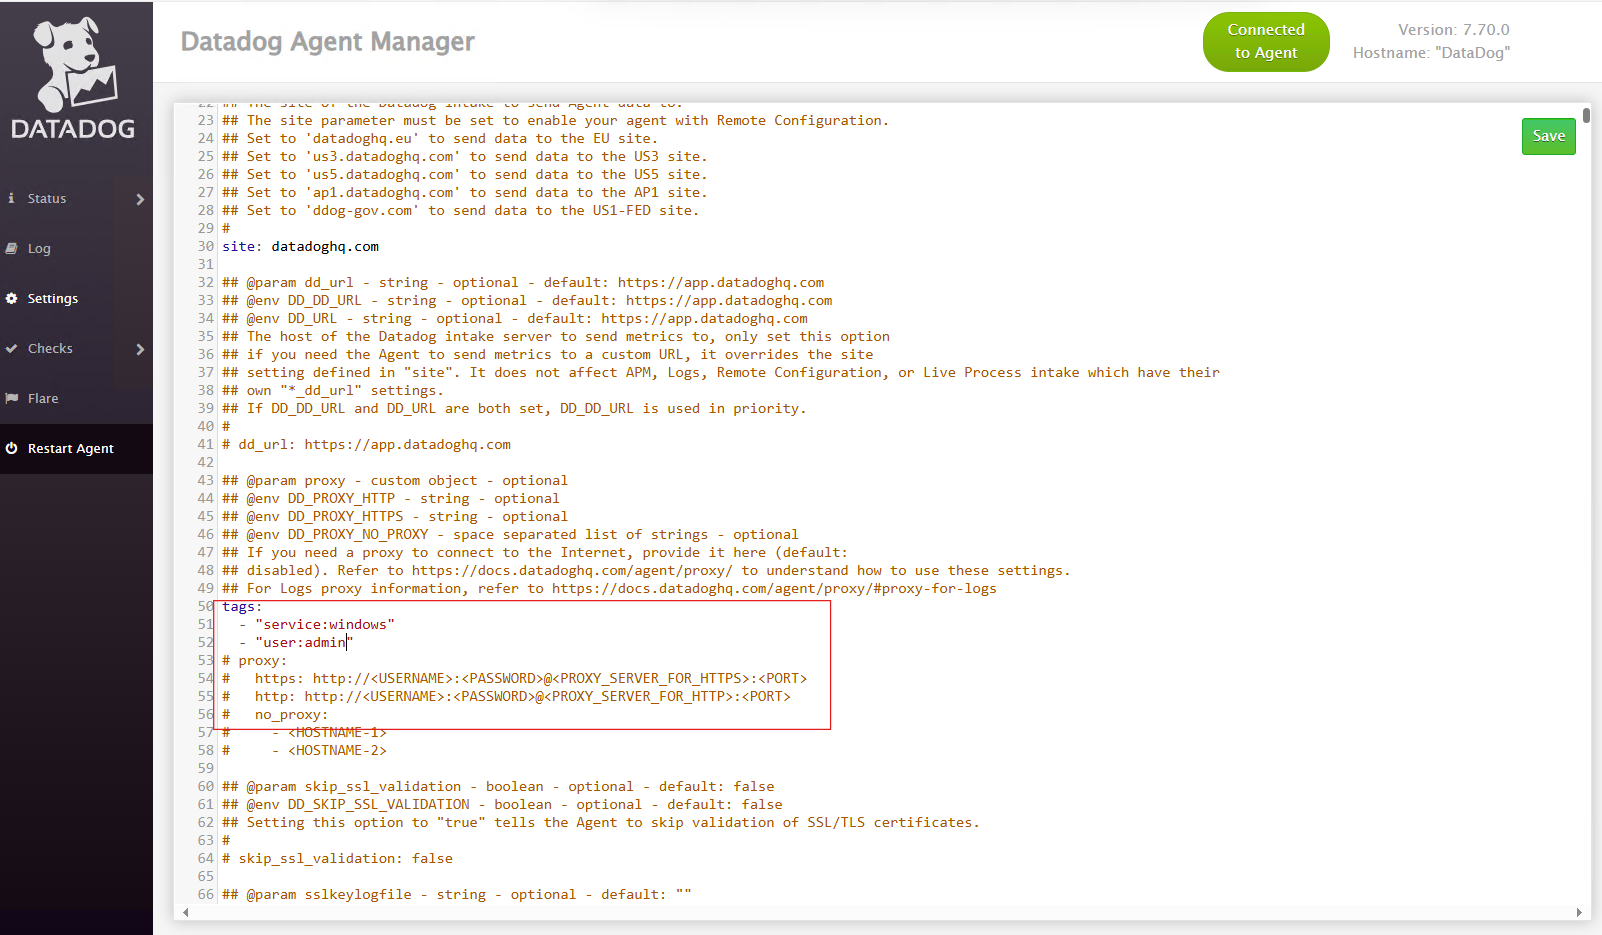 DATADOG
Status
Log
Settings
Checks
Flare
Restart Agent
Datadog Agent Manager
Connected
to Agent
Version: 7.70.0
Hostname: "DataDog"
Save
22 ## The site of the Datadog intake to send Agent data to.
23 ## The site parameter must be set to enable your agent with Remote Configuration.
24 ## Set to 'datadoghq.eu' to send data to the EU site.
25 ## Set to 'us3.datadoghq.com' to send data to the US3 site.
26 ## Set to 'us5.datadoghq.com' to send data to the US5 site.
27 ## Set to 'ap1.datadoghq.com' to send data to the AP1 site.
28 ## Set to 'ddog-gov.com' to send data to the US1-FED site.
29 #
30 site: datadoghq.com
31
32 ## @param dd_url - string - optional - default: https://app.datadoghq.com
33 ## @env DD_DD_URL - string - optional - default: https://app.datadoghq.com
34 ## @env DD_URL - string - optional - default: https://app.datadoghq.com
35 ## The host of the Datadog intake server to send metrics to, only set this option
36 ## if you need the Agent to send metrics to a custom URL, it overrides the site
37 ## setting defined in "site". It does not affect APM, Logs, Remote Configuration, or Live Process intake which have their
38 ## own "*_dd_url" settings.
39 ## If DD_DD_URL and DD_URL are both set, DD_DD_URL is used in priority.
40 #
41 # dd_url: https://app.datadoghq.com
42
43 ## @param proxy - custom object - optional
44 ## @env DD_PROXY_HTTP - string - optional
45 ## @env DD_PROXY_HTTPS - string - optional
46 ## @env DD_PROXY_NO_PROXY - space separated list of strings - optional
47 ## If you need a proxy to connect to the Internet, provide it here (default:
48 ## disabled). Refer to https://docs.datadoghq.com/agent/proxy/ to understand how to use these settings.
49 ## For Logs proxy information, refer to https://docs.datadoghq.com/agent/proxy/#proxy-for-logs
50 tags:
51   - "service:windows"
52   - "user:admin"
53 # proxy:
54 #   https: http://<USERNAME>:<PASSWORD>@<PROXY_SERVER_FOR_HTTPS>:<PORT>
55 #   http: http://<USERNAME>:<PASSWORD>@<PROXY_SERVER_FOR_HTTP>:<PORT>
56 #   no_proxy:
57 #     - <HOSTNAME-1>
58 #     - <HOSTNAME-2>
59
60 ## @param skip_ssl_validation - boolean - optional - default: false
61 ## @env DD_SKIP_SSL_VALIDATION - boolean - optional - default: false
62 ## Setting this option to "true" tells the Agent to skip validation of SSL/TLS certificates.
63 #
64 # skip_ssl_validation: false
65
66 ## @param sslkeylogfile - string - optional - default: ""